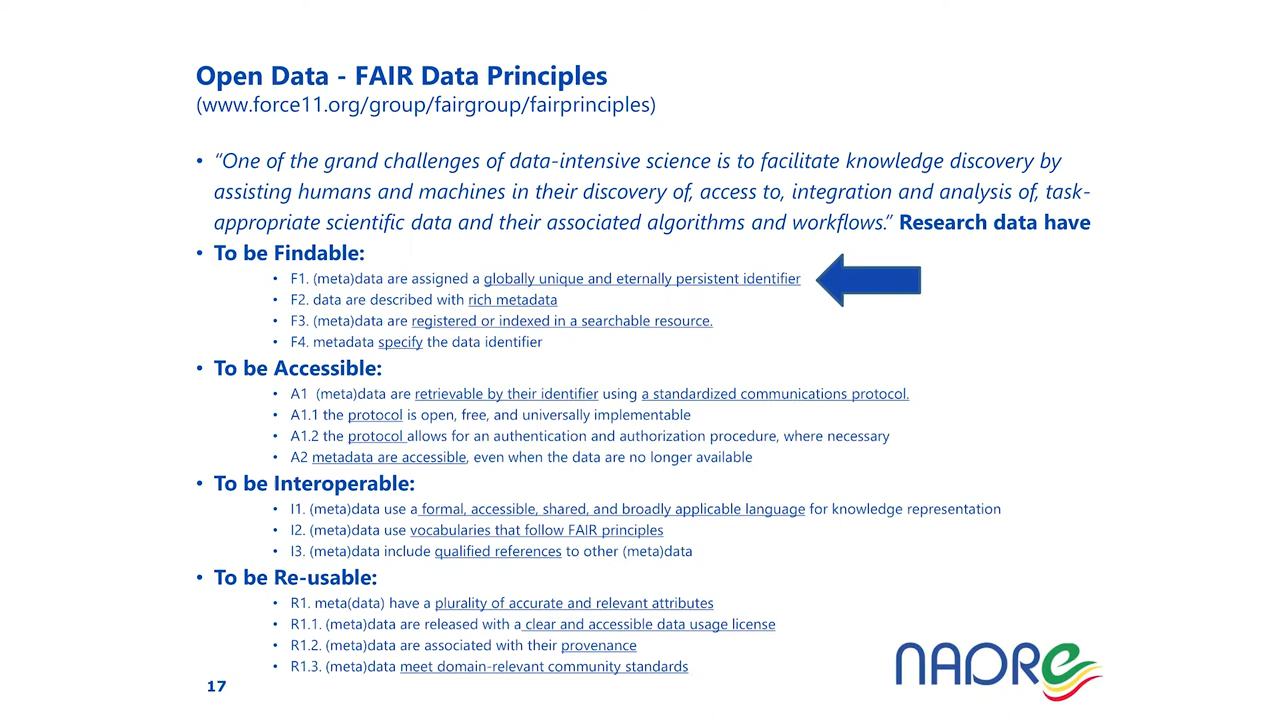 Open Data - FAIR Data Principles
(www.force11.org/group/fairgroup/fairprinciples)
• “One of the grand challenges of data-intensive science is to facilitate knowledge discovery by
assisting humans and machines in their discovery of, access to, integration and analysis of, task-
appropriate scientific data and their associated algorithms and workflows.” Research data have
• To be Findable:
• F1. (meta)data are assigned a globally unique and eternally persistent identifier
• F2. data are described with rich metadata
• F3. (meta)data are registered or indexed in a searchable resource.
• F4. metadata specify the data identifier
• To be Accessible:
• A1 (meta)data are retrievable by their identifier using a standardized communications protocol.
• A1.1 the protocol is open, free, and universally implementable
• A1.2 the protocol allows for an authentication and authorization procedure, where necessary
• A2 metadata are accessible, even when the data are no longer available
• To be Interoperable:
• I1. (meta)data use a formal, accessible, shared, and broadly applicable language for knowledge representation
• I2. (meta)data use vocabularies that follow FAIR principles
• I3. (meta)data include qualified references to other (meta)data
• To be Re-usable:
• R1. meta(data) have a plurality of accurate and relevant attributes
• R1.1. (meta)data are released with a clear and accessible data usage license
• R1.2. (meta)data are associated with their provenance
• R1.3. (meta)data meet domain-relevant community standards
17
NADRe